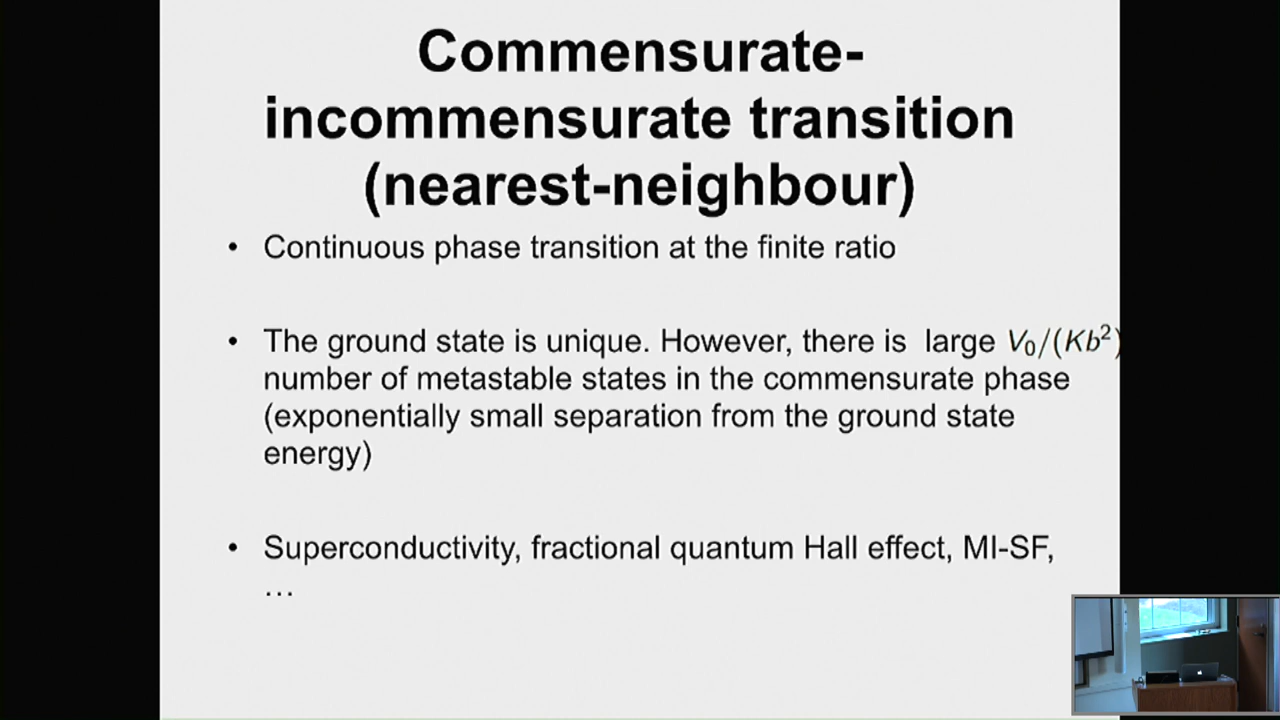 Commensurate-
incommensurate transition
(nearest-neighbour)
• Continuous phase transition at the finite ratio
• The ground state is unique. However, there is large V₀/(Kb²)
number of metastable states in the commensurate phase
(exponentially small separation from the ground state
energy)
• Superconductivity, fractional quantum Hall effect, MI-SF,
…